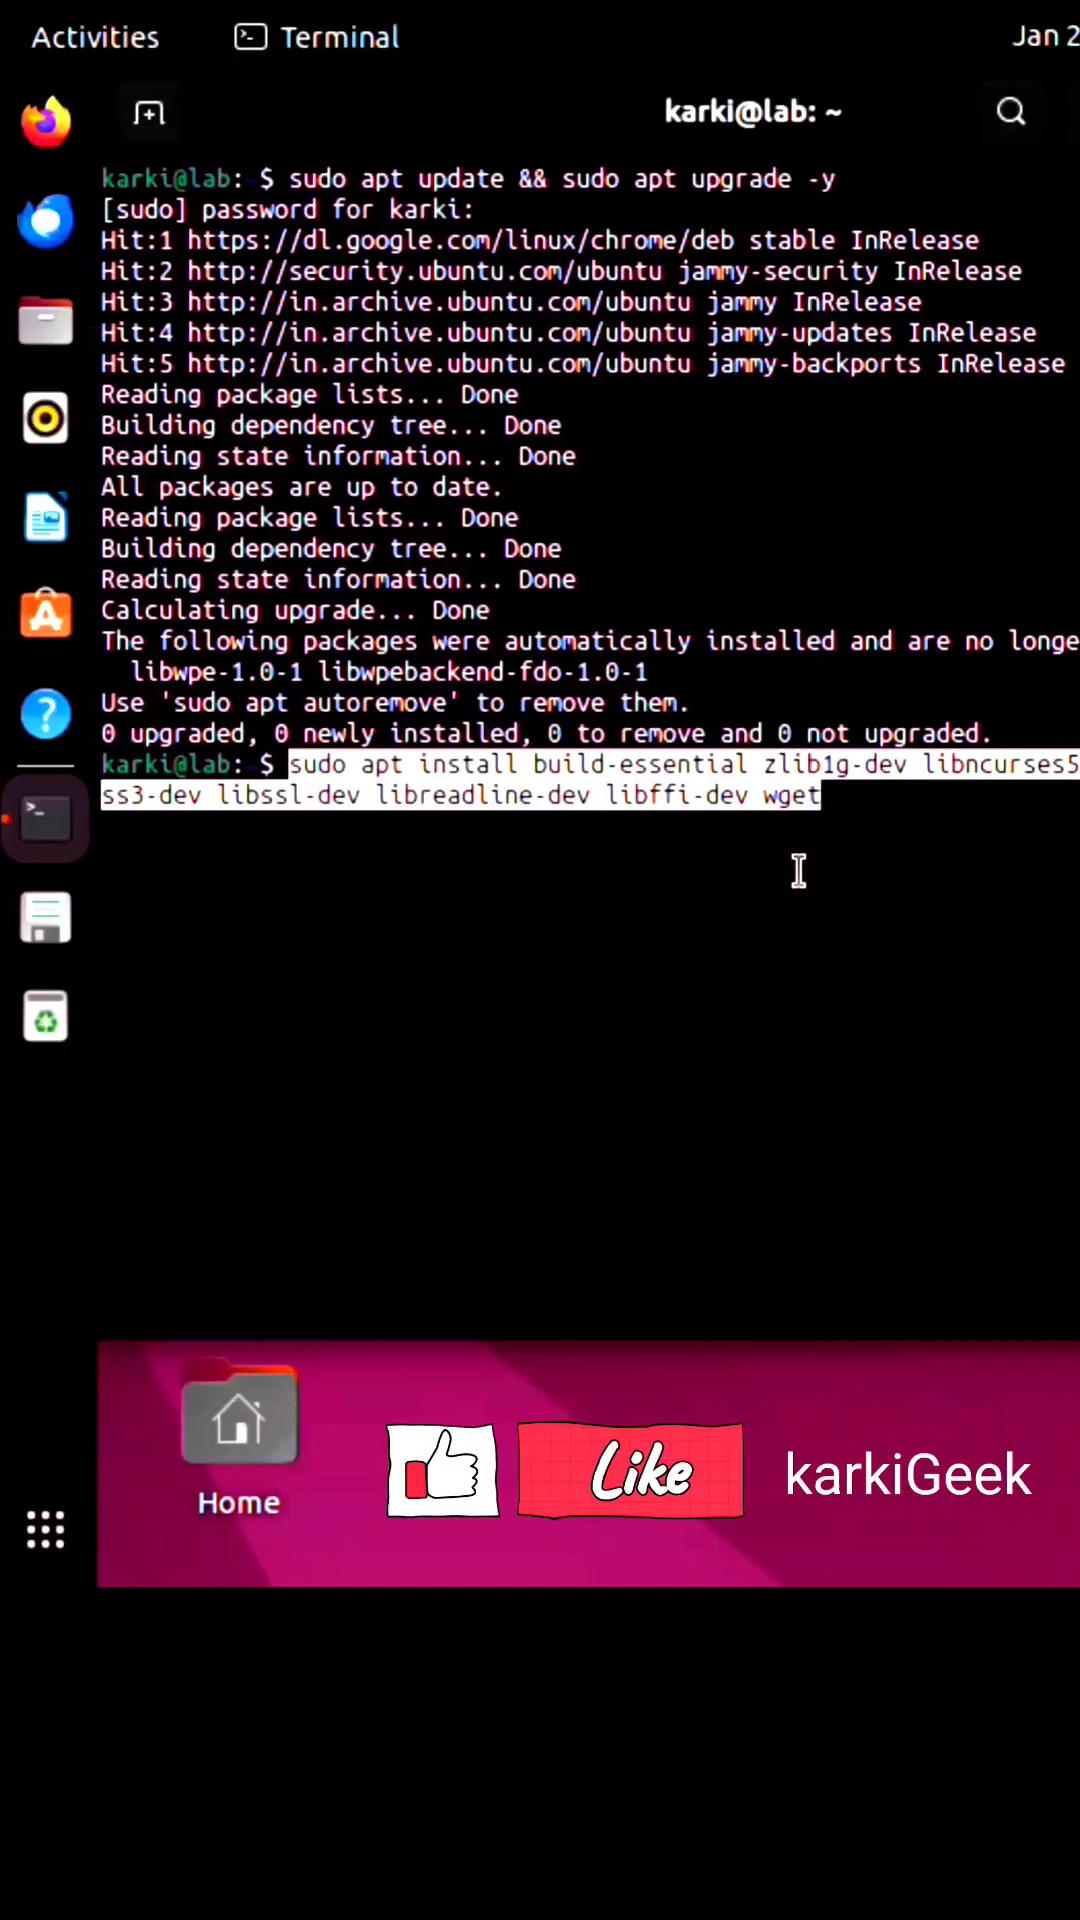 Activities Terminal Jan 2
karki@lab: ~
karki@lab: $ sudo apt update && sudo apt upgrade -y
[sudo] password for karki:
Hit:1 https://dl.google.com/linux/chrome/deb stable InRelease
Hit:2 http://security.ubuntu.com/ubuntu jammy-security InRelease
Hit:3 http://in.archive.ubuntu.com/ubuntu jammy InRelease
Hit:4 http://in.archive.ubuntu.com/ubuntu jammy-updates InRelease
Hit:5 http://in.archive.ubuntu.com/ubuntu jammy-backports InRelease
Reading package lists... Done
Building dependency tree... Done
Reading state information... Done
All packages are up to date.
Reading package lists... Done
Building dependency tree... Done
Reading state information... Done
Calculating upgrade... Done
The following packages were automatically installed and are no longe
libwpe-1.0-1 libwpebackend-fdo-1.0-1
Use 'sudo apt autoremove' to remove them.
0 upgraded, 0 newly installed, 0 to remove and 0 not upgraded.
karki@lab: $ sudo apt install build-essential zlib1g-dev libncurses5
ss3-dev libssl-dev libreadline-dev libffi-dev wget
Home
Like
karkiGeek